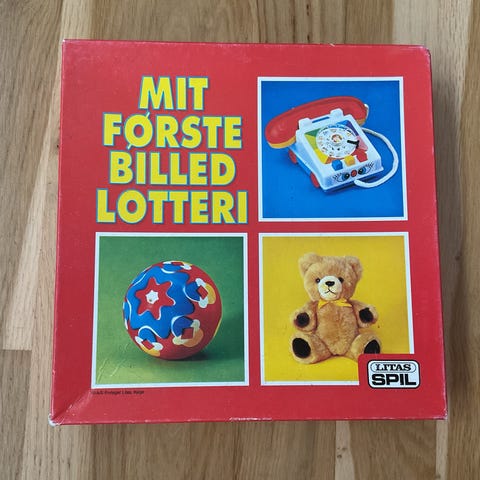 MIT
FØRSTE
BILLED
LOTTERI
LITAS
SPIL